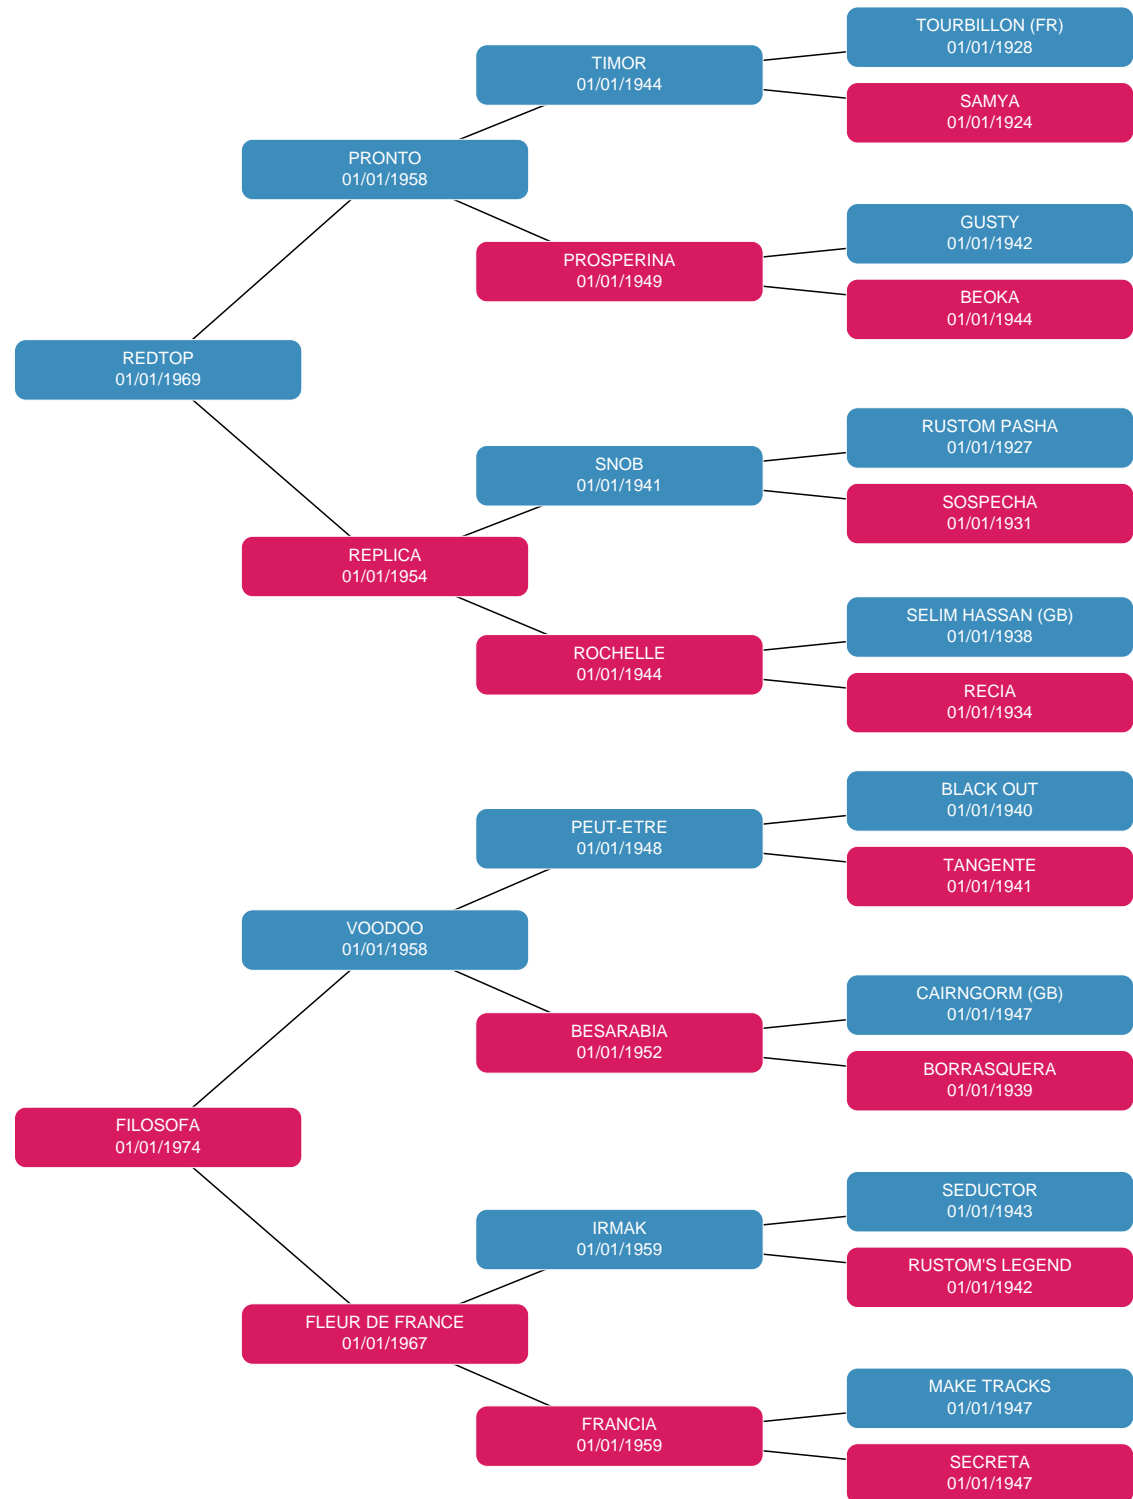 TOURBILLON (FR)
01/01/1928
TIMOR
01/01/1944
SAMYA
01/01/1924
PRONTO
01/01/1958
GUSTY
01/01/1942
PROSPERINA
01/01/1949
BEOKA
01/01/1944
REDTOP
01/01/1969
RUSTOM PASHA
01/01/1927
SNOB
01/01/1941
SOSPECHA
01/01/1931
REPLICA
01/01/1954
SELIM HASSAN (GB)
01/01/1938
ROCHELLE
01/01/1944
RECIA
01/01/1934
BLACK OUT
01/01/1940
PEUT-ETRE
01/01/1948
TANGENTE
01/01/1941
VOODOO
01/01/1958
CAIRNGORM (GB)
01/01/1947
BESARABIA
01/01/1952
BORRASQUERA
01/01/1939
FILOSOFA
01/01/1974
SEDUCTOR
01/01/1943
IRMAK
01/01/1959
RUSTOM'S LEGEND
01/01/1942
FLEUR DE FRANCE
01/01/1967
MAKE TRACKS
01/01/1947
FRANCIA
01/01/1959
SECRETA
01/01/1947